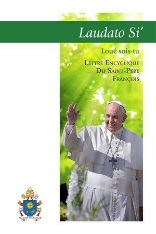 Laudato Si'
Loué sois-tu
Lettre Encyclique
Du Saint-Père
François